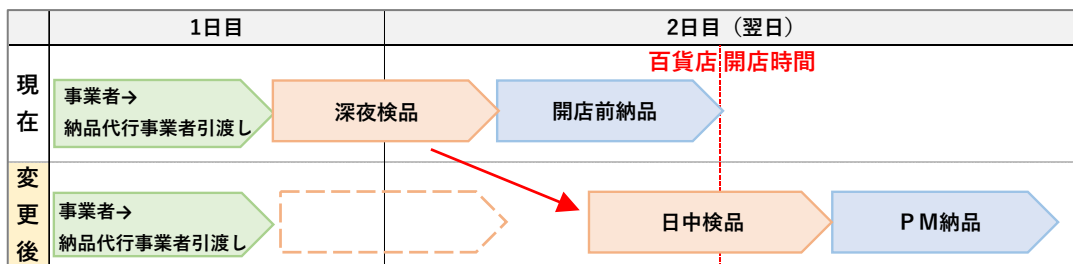 1日目
2日目（翌日）
百貨店開店時間
現在
事業者→
納品代行事業者引渡し
深夜検品
開店前納品
変更後
事業者→
納品代行事業者引渡し
日中検品
ＰＭ納品